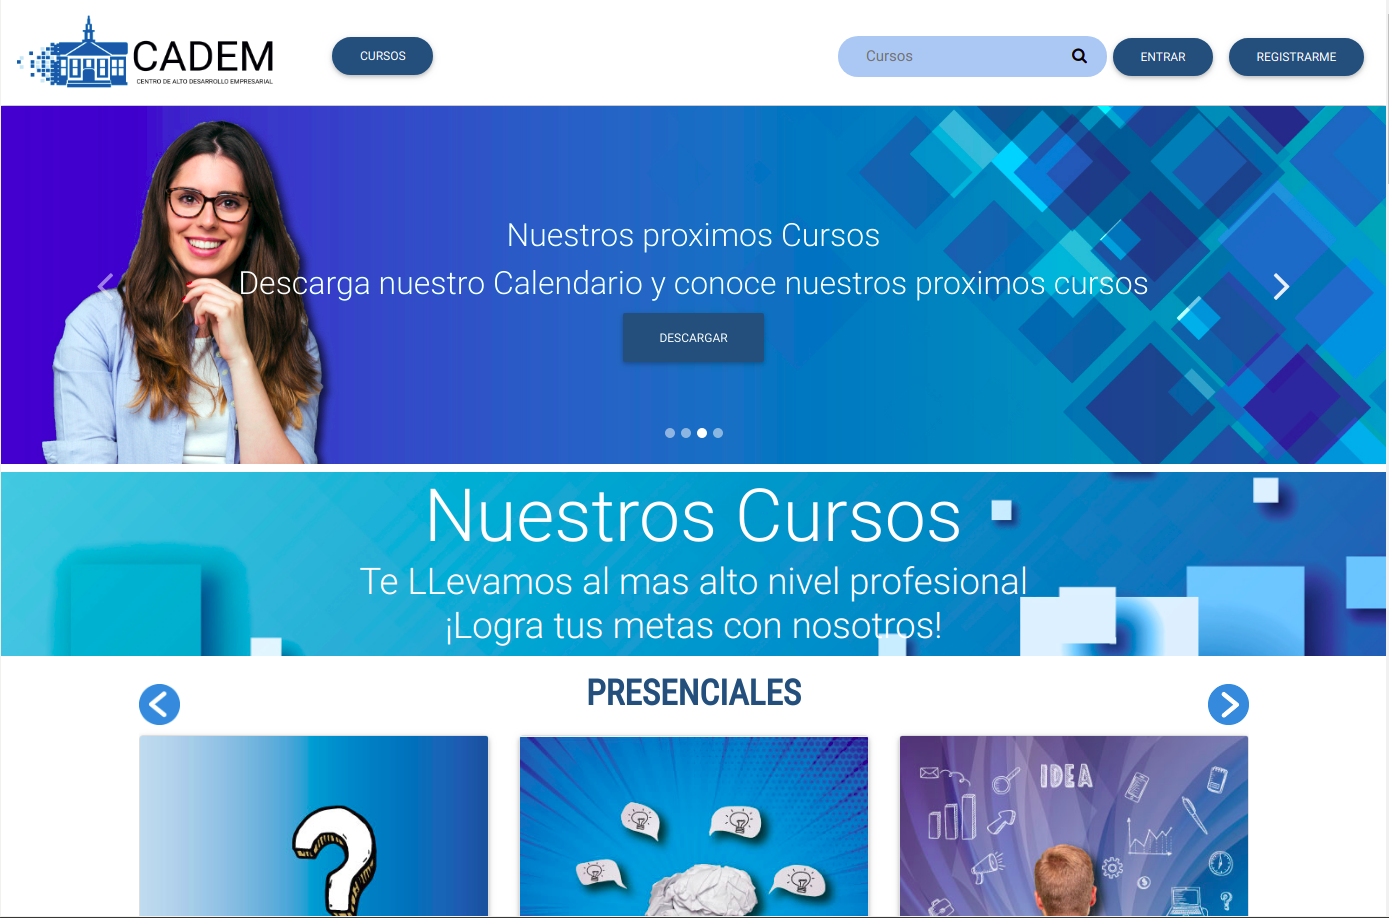 CADEM
CENTRO DE ALTO DESARROLLO EMPRESARIAL
CURSOS
Cursos
ENTRAR
REGISTRARME
Nuestros proximos Cursos
Descarga nuestro Calendario y conoce nuestros proximos cursos
DESCARGAR
Nuestros Cursos
Te LLevamos al mas alto nivel profesional
¡Logra tus metas con nosotros!
PRESENCIALES
?
IDEA